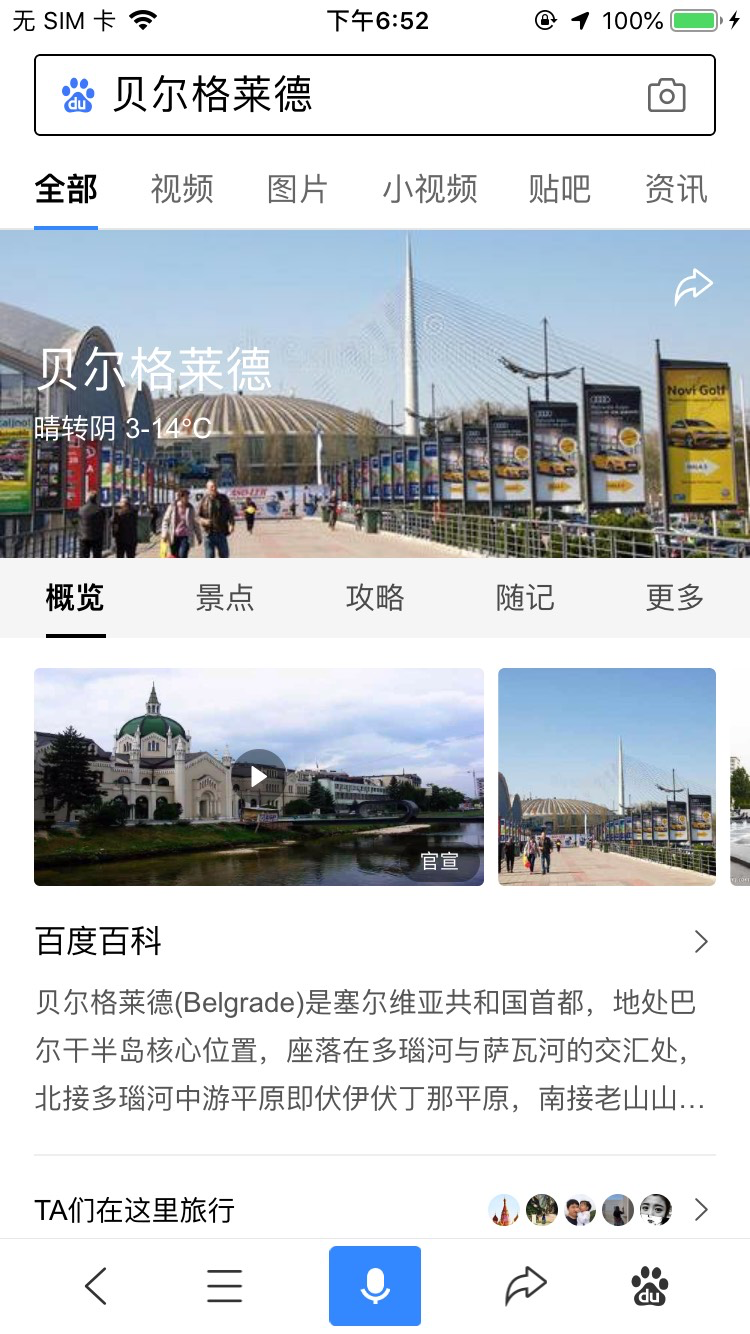 无 SIM 卡
下午6:52
100%
du
贝尔格莱德
全部 视频 图片 小视频 贴吧 资讯
贝尔格莱德
晴转阴 3-14°C
Novi Golf
概览 景点 攻略 随记 更多
官宣
百度百科
贝尔格莱德(Belgrade)是塞尔维亚共和国首都，地处巴
尔干半岛核心位置，座落在多瑙河与萨瓦河的交汇处，
北接多瑙河中游平原即伏伊伏丁那平原，南接老山山…
TA们在这里旅行
du